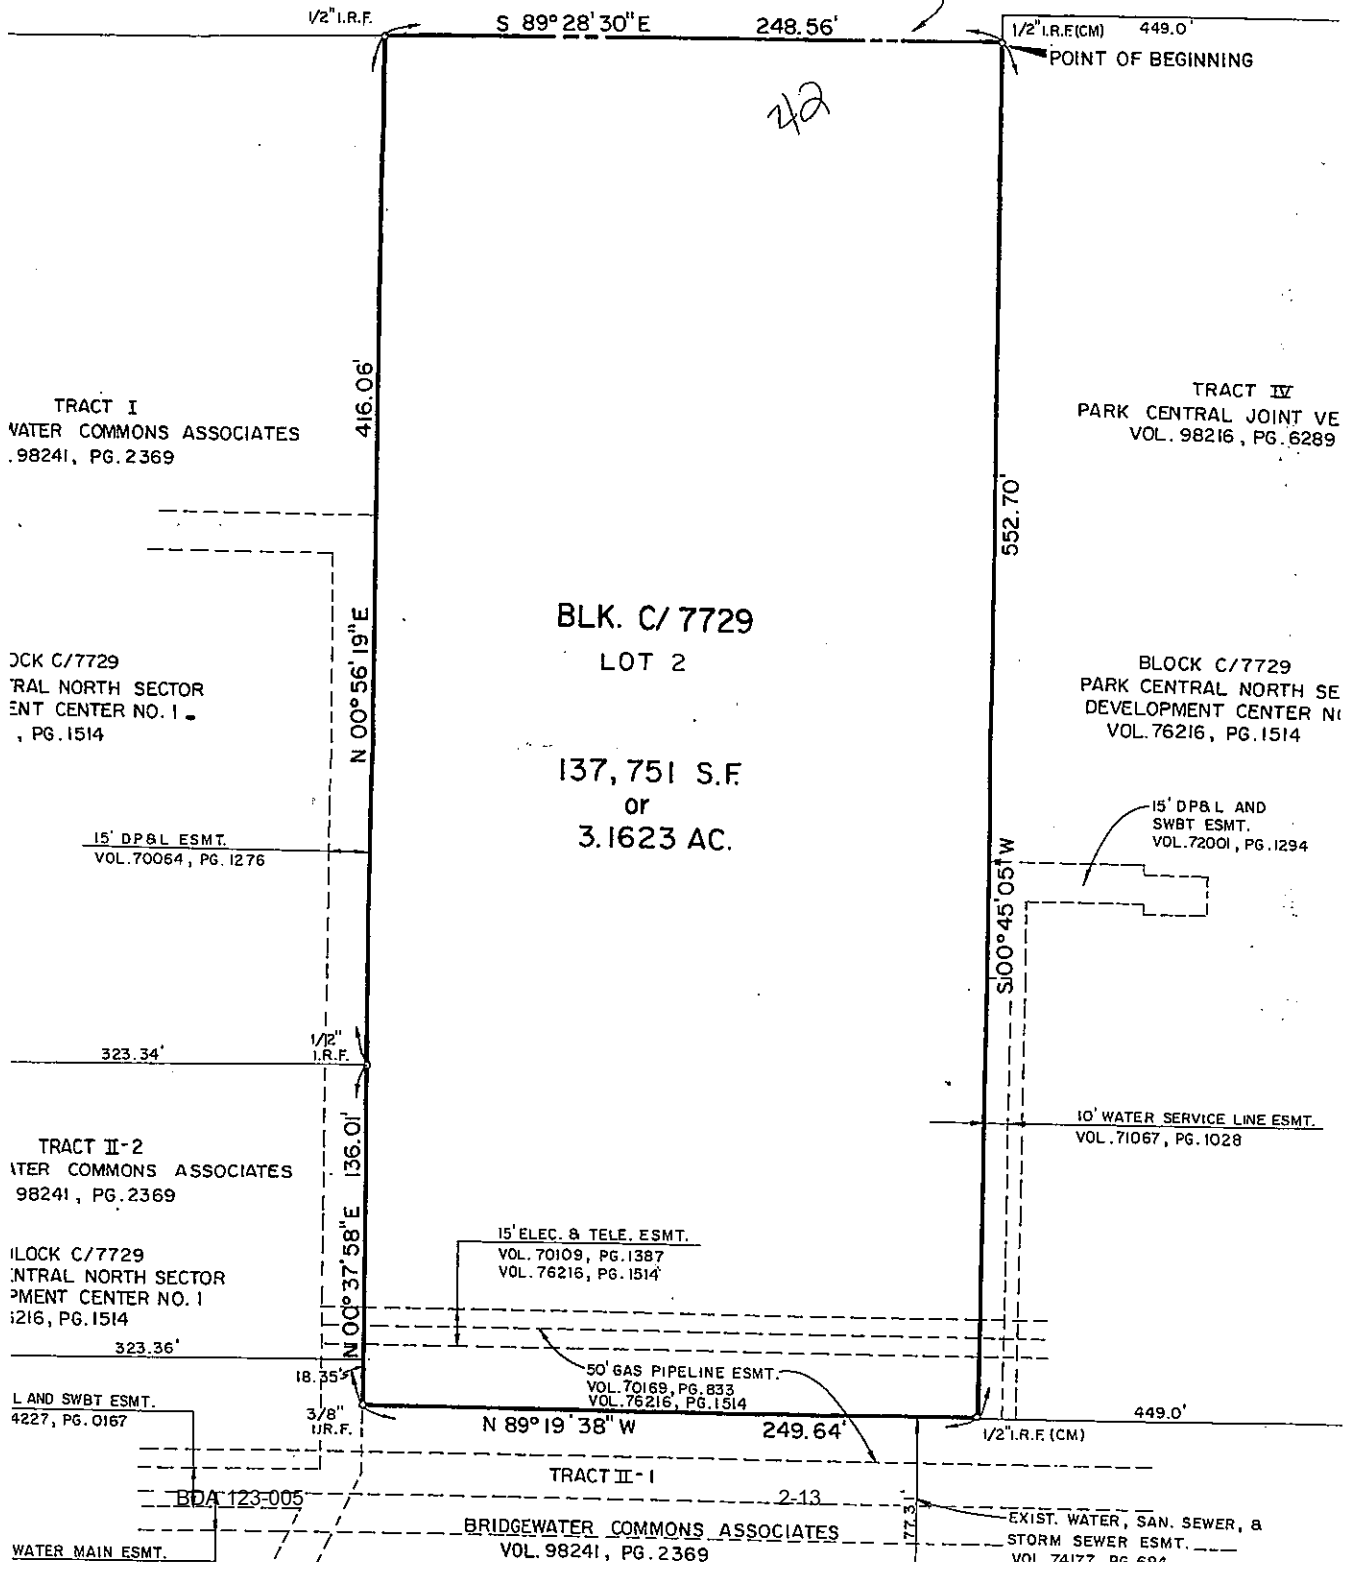 1/2" I.R.F.
S 89° 28' 30" E 248.56'
1/2" I.R.F. (CM) 449.0'
POINT OF BEGINNING
42
416.06'
TRACT I
WATER COMMONS ASSOCIATES
.98241, PG. 2369
TRACT IV
PARK CENTRAL JOINT VE
VOL. 98216, PG. 6289
552.70'
N 00° 56' 19" E
BLK. C/7729
LOT 2
OCK C/7729
RAL NORTH SECTOR
ENT CENTER NO. 1
, PG. 1514
BLOCK C/7729
PARK CENTRAL NORTH SE
DEVELOPMENT CENTER N
VOL. 76216, PG. 1514
137,751 S.F.
or
3.1623 AC.
15' DP&L ESMT.
VOL. 70064, PG. 1276
15' DP&L AND
SWBT ESMT.
VOL. 72001, PG. 1294
S 00° 45' 05" W
323.34'
1/2"
I.R.F.
136.01'
10' WATER SERVICE LINE ESMT.
VOL. 71067, PG. 1028
TRACT II-2
ATER COMMONS ASSOCIATES
98241, PG. 2369
N 00° 37' 58" E
15' ELEC. & TELE. ESMT.
VOL. 70109, PG. 1387
VOL. 76216, PG. 1514
LOCK C/7729
NTRAL NORTH SECTOR
PMENT CENTER NO. 1
216, PG. 1514
323.36'
18.35'
50' GAS PIPELINE ESMT.
VOL. 70169, PG. 833
VOL. 76216, PG. 1514
L AND SWBT ESMT.
4227, PG. 0167
3/8"
I.R.F.
N 89° 19' 38" W 249.64'
1/2" I.R.F. (CM)
449.0'
TRACT II-1
BDA 123-005
2-13
77.31'
BRIDGEWATER COMMONS ASSOCIATES
VOL. 98241, PG. 2369
EXIST. WATER, SAN. SEWER, &
STORM SEWER ESMT.
VOL. 74177, PG. 694
WATER MAIN ESMT.